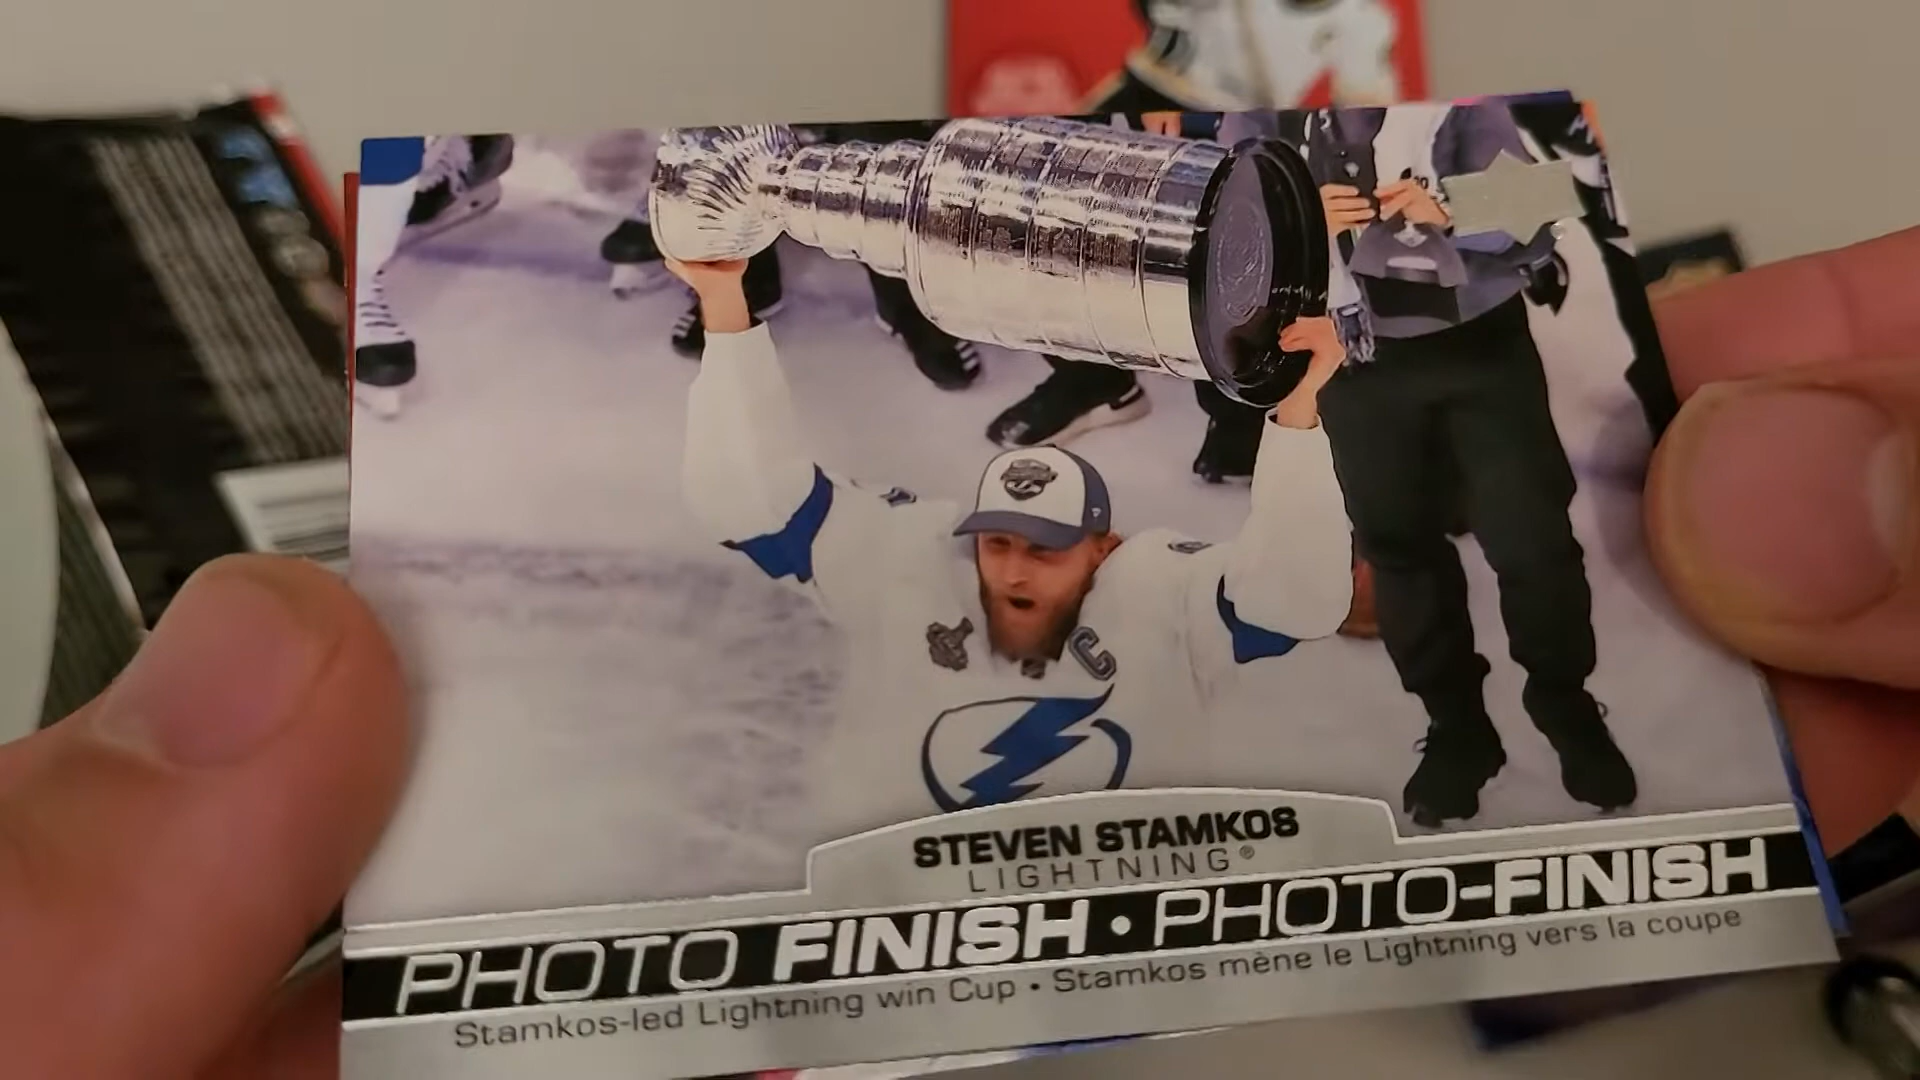 C
STEVEN STAMKOS
LIGHTNING®
PHOTO FINISH • PHOTO-FINISH
Stamkos-led Lightning win Cup • Stamkos mène le Lightning vers la coupe